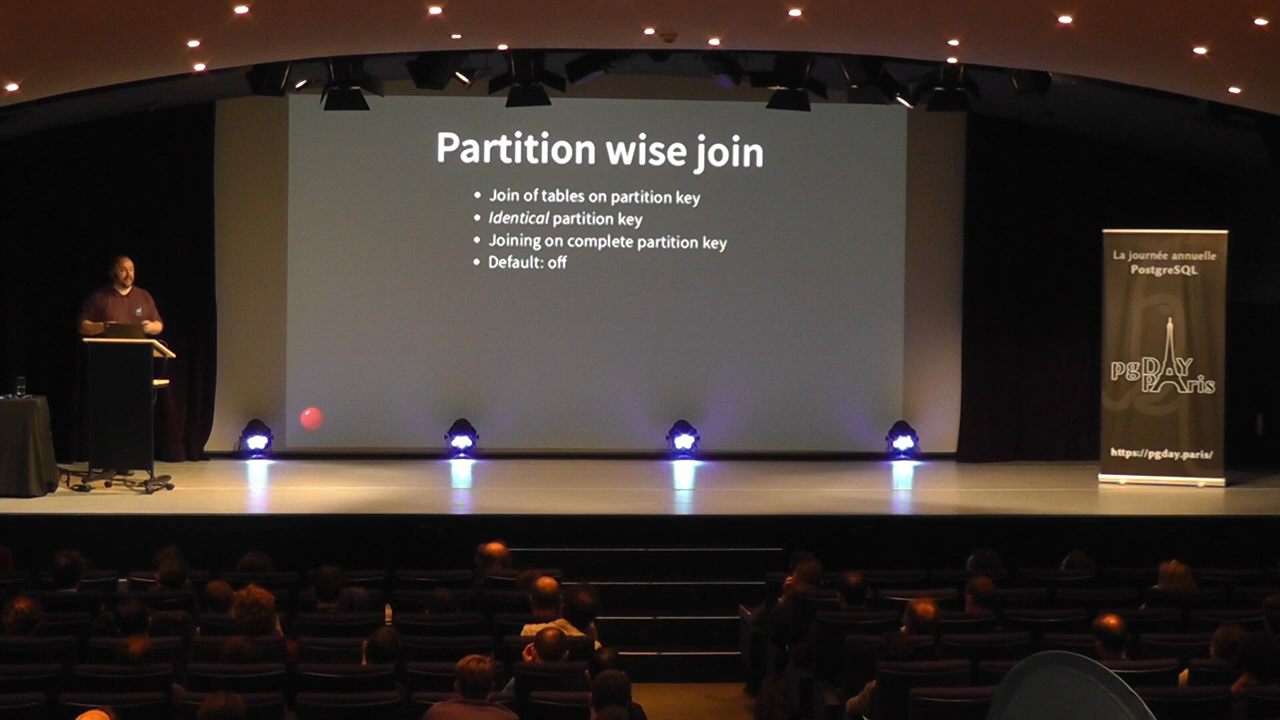 Partition wise join
• Join of tables on partition key
• Identical partition key
• Joining on complete partition key
• Default: off
La journée annuelle
PostgreSQL
pgDAY
PAris
https://pgday.paris/